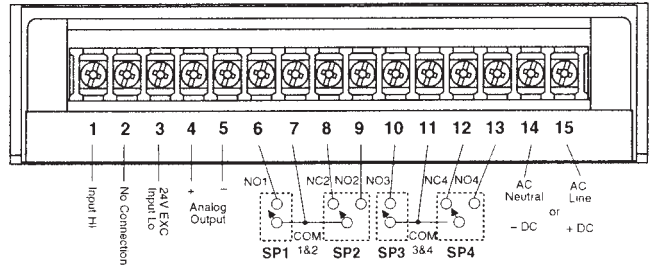 1 2 3 4 5 6 7 8 9 10 11 12 13 14 15
Input Hi
No Connection
24V EXC
Input Lo
+ −
Analog
Output
NO1
NC2 NO2 NO3
NC4 NO4
AC
Neutral
or
− DC
AC
Line
+ DC
COM
1&2
COM
3&4
SP1 SP2 SP3 SP4